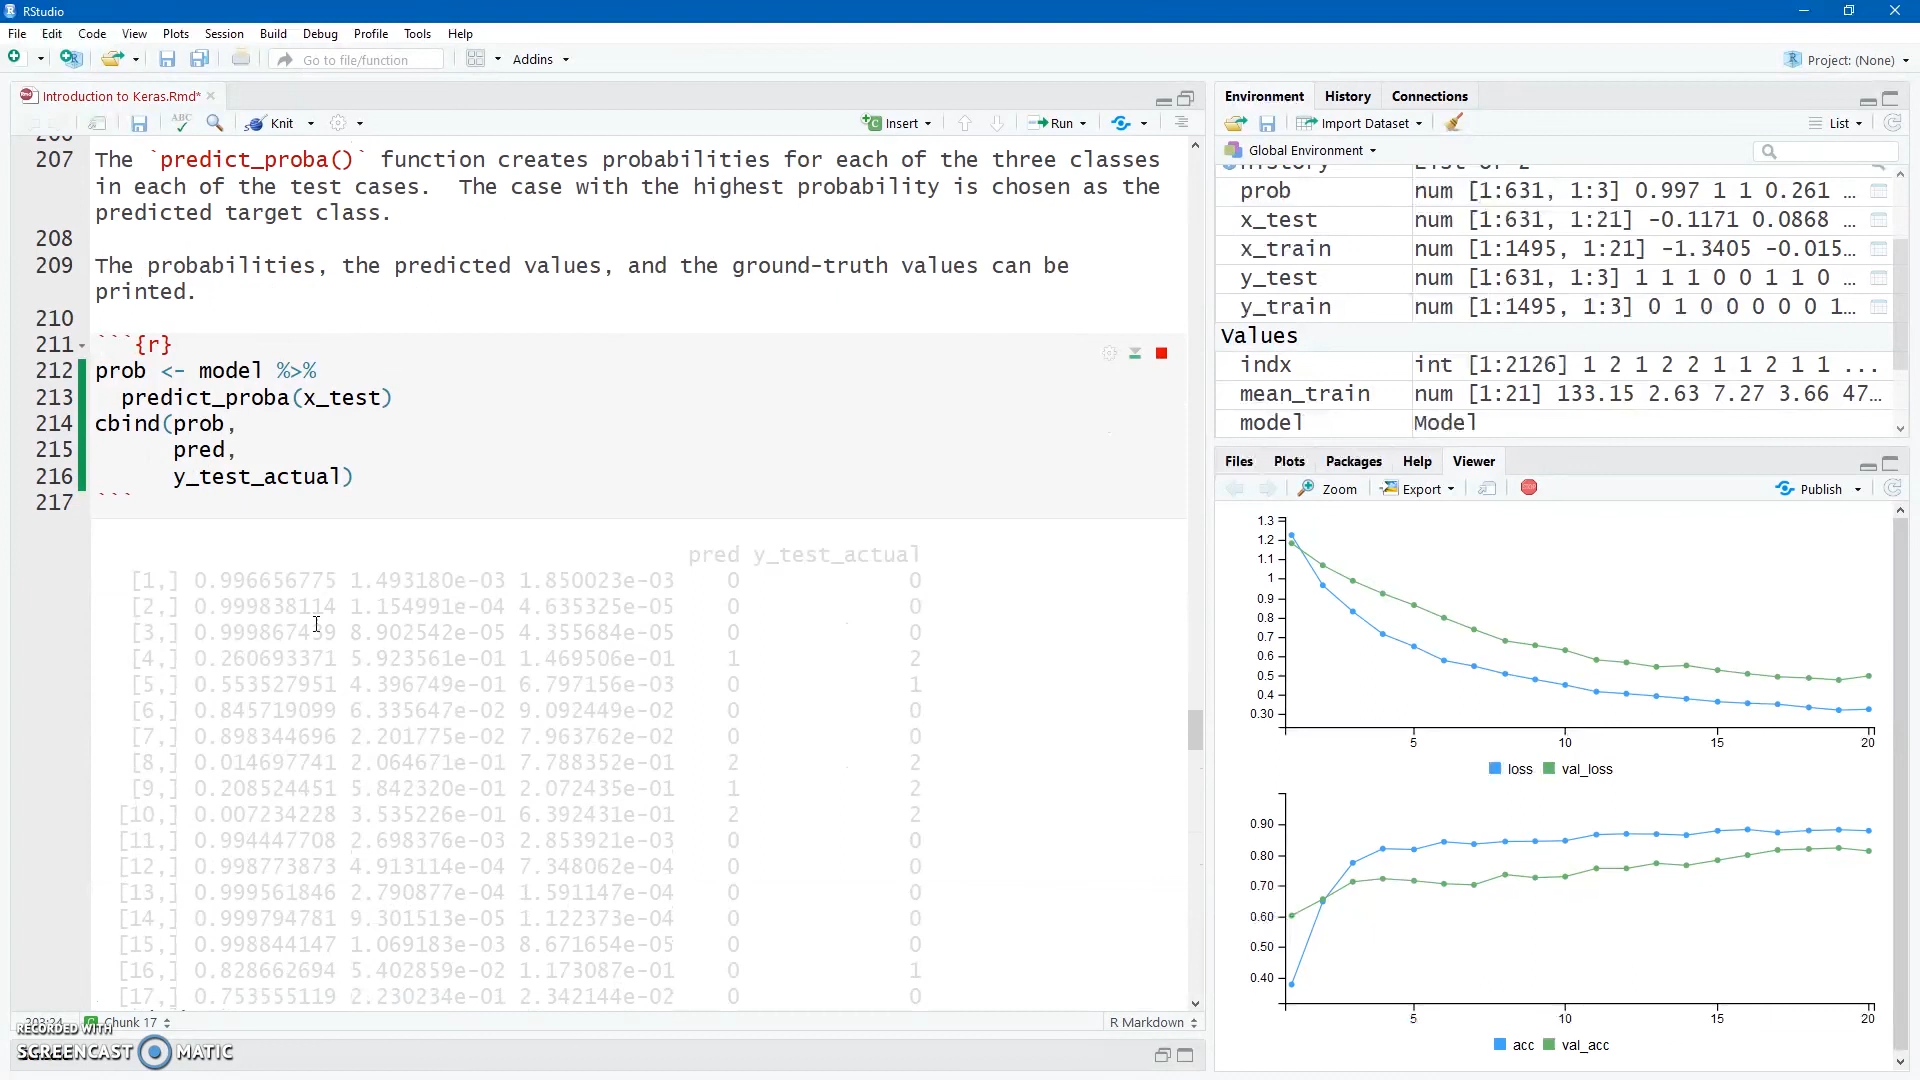 RStudio
File Edit Code View Plots Session Build Debug Profile Tools Help
Go to file/function Addins Project: (None)
Introduction to Keras.Rmd*
ABC Knit Insert Run
207 The `predict_proba()` function creates probabilities for each of the three classes
in each of the test cases. The case with the highest probability is chosen as the
predicted target class.
208
209 The probabilities, the predicted values, and the ground-truth values can be
printed.
210
211 ```{r}
212 prob <- model %>%
213 predict_proba(x_test)
214 cbind(prob,
215 pred,
216 y_test_actual)
217 ```
pred y_test_actual
[1,] 0.996656775 1.493180e-03 1.850023e-03 0 0
[2,] 0.999838114 1.154991e-04 4.635325e-05 0 0
[3,] 0.999867439 8.902542e-05 4.355684e-05 0 0
[4,] 0.260693371 5.923561e-01 1.469506e-01 1 2
[5,] 0.553527951 4.396749e-01 6.797156e-03 0 1
[6,] 0.845719099 6.335647e-02 9.092449e-02 0 0
[7,] 0.898344696 2.201775e-02 7.963762e-02 0 0
[8,] 0.014697741 2.064671e-01 7.788352e-01 2 2
[9,] 0.208524451 5.842320e-01 2.072435e-01 1 2
[10,] 0.007234228 3.535226e-01 6.392431e-01 2 2
[11,] 0.994447708 2.698376e-03 2.853921e-03 0 0
[12,] 0.998773873 4.913114e-04 7.348062e-04 0 0
[13,] 0.999561846 2.790877e-04 1.591147e-04 0 0
[14,] 0.999794781 9.301513e-05 1.122373e-04 0 0
[15,] 0.998844147 1.069183e-03 8.671654e-05 0 0
[16,] 0.828662694 5.402859e-02 1.173087e-01 0 1
[17,] 0.753555119 2.230234e-01 2.342144e-02 0 0
203:24 Chunk 17 R Markdown
RECORDED WITH
SCREENCAST MATIC
Environment History Connections
Import Dataset List
Global Environment
prob num [1:631, 1:3] 0.997 1 1 0.261 ...
x_test num [1:631, 1:21] -0.1171 0.0868 ...
x_train num [1:1495, 1:21] -1.3405 -0.015...
y_test num [1:631, 1:3] 1 1 1 0 0 1 1 0 ...
y_train num [1:1495, 1:3] 0 1 0 0 0 0 0 1...
Values
indx int [1:2126] 1 2 1 2 2 1 1 2 1 1 ...
mean_train num [1:21] 133.15 2.63 7.27 3.66 47...
model Model
Files Plots Packages Help Viewer
Zoom Export Publish
1.3
1.2
1.1
1
0.9
0.8
0.7
0.6
0.5
0.4
0.30
5 10 15 20
loss val_loss
0.90
0.80
0.70
0.60
0.50
0.40
5 10 15 20
acc val_acc